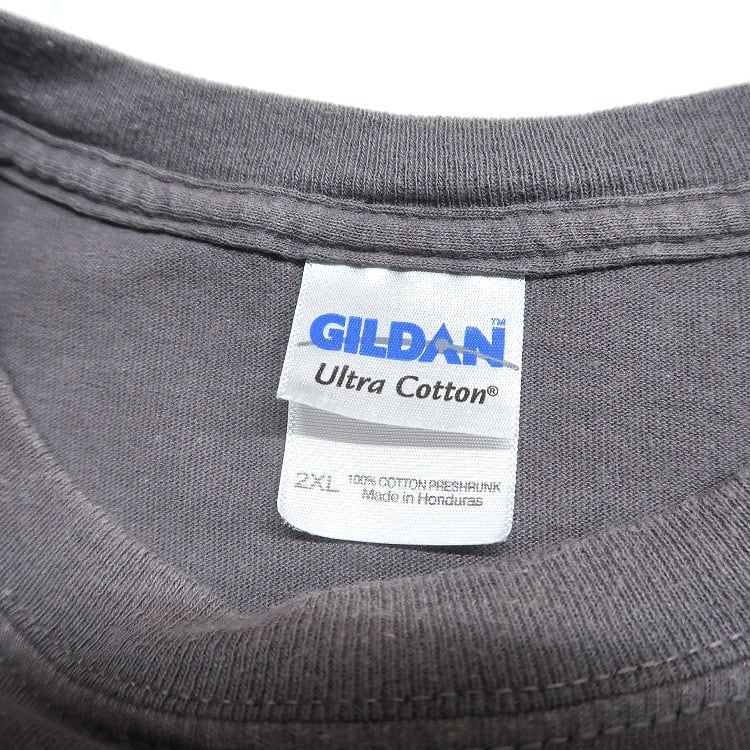 GILDAN™
Ultra Cotton®
2XL 100% COTTON PRESHRUNK
Made in Honduras